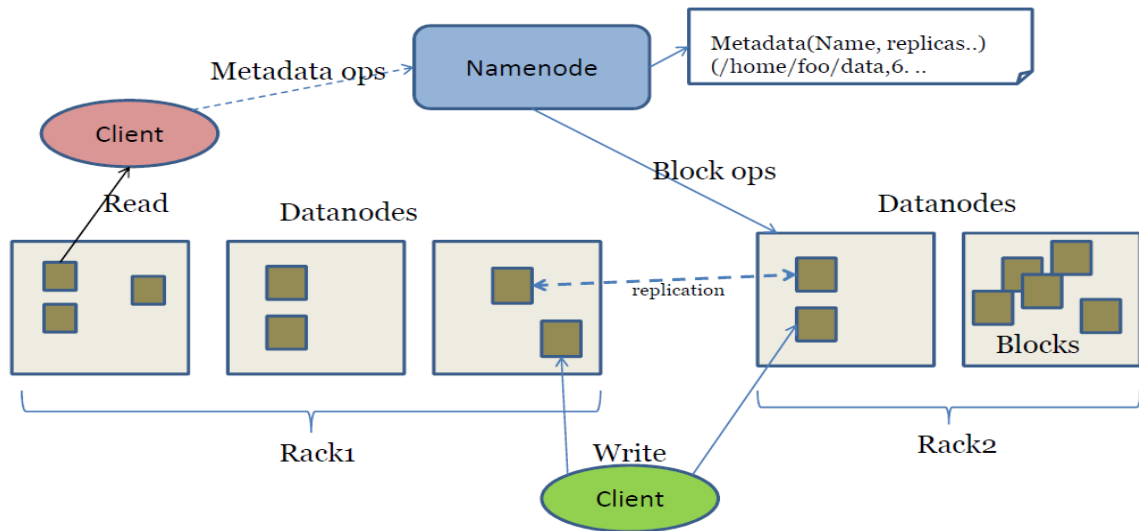 Metadata(Name, replicas..)
(/home/foo/data,6. ..
Namenode
Metadata ops
Client
Block ops
Read
Datanodes
Datanodes
replication
Blocks
Rack1
Write
Rack2
Client